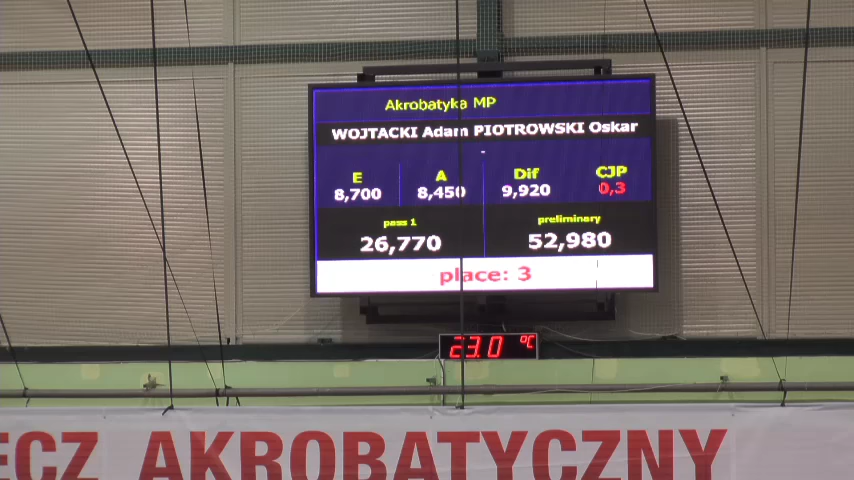 Akrobatyka MP
WOJTACKI Adam PIOTROWSKI Oskar
-
E A Dif CJP
8,700 8,450 9,920 0,3
pass 1 preliminary
26,770 52,980
place: 3
23.0 °C
ECZ AKROBATYCZNY